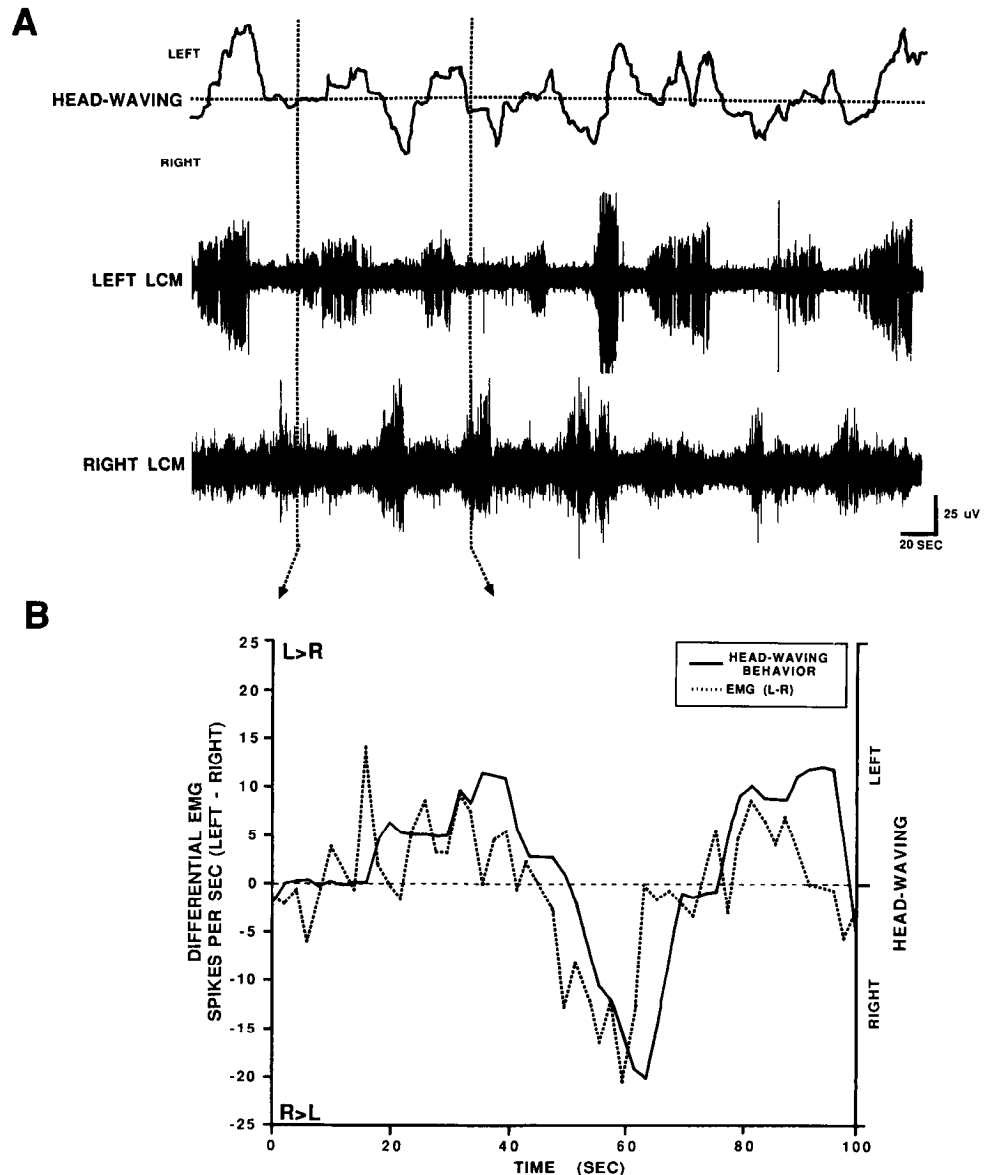 A
LEFT
HEAD-WAVING
RIGHT
LEFT LCM
RIGHT LCM
25 uV
20 SEC
B
L>R
HEAD-WAVING
BEHAVIOR
EMG (L-R)
DIFFERENTIAL EMG
SPIKES PER SEC (LEFT - RIGHT)
25
20
15
10
5
0
-5
-10
-15
-20
-25
LEFT
HEAD-WAVING
RIGHT
R>L
0
20
40
60
80
100
TIME (SEC)